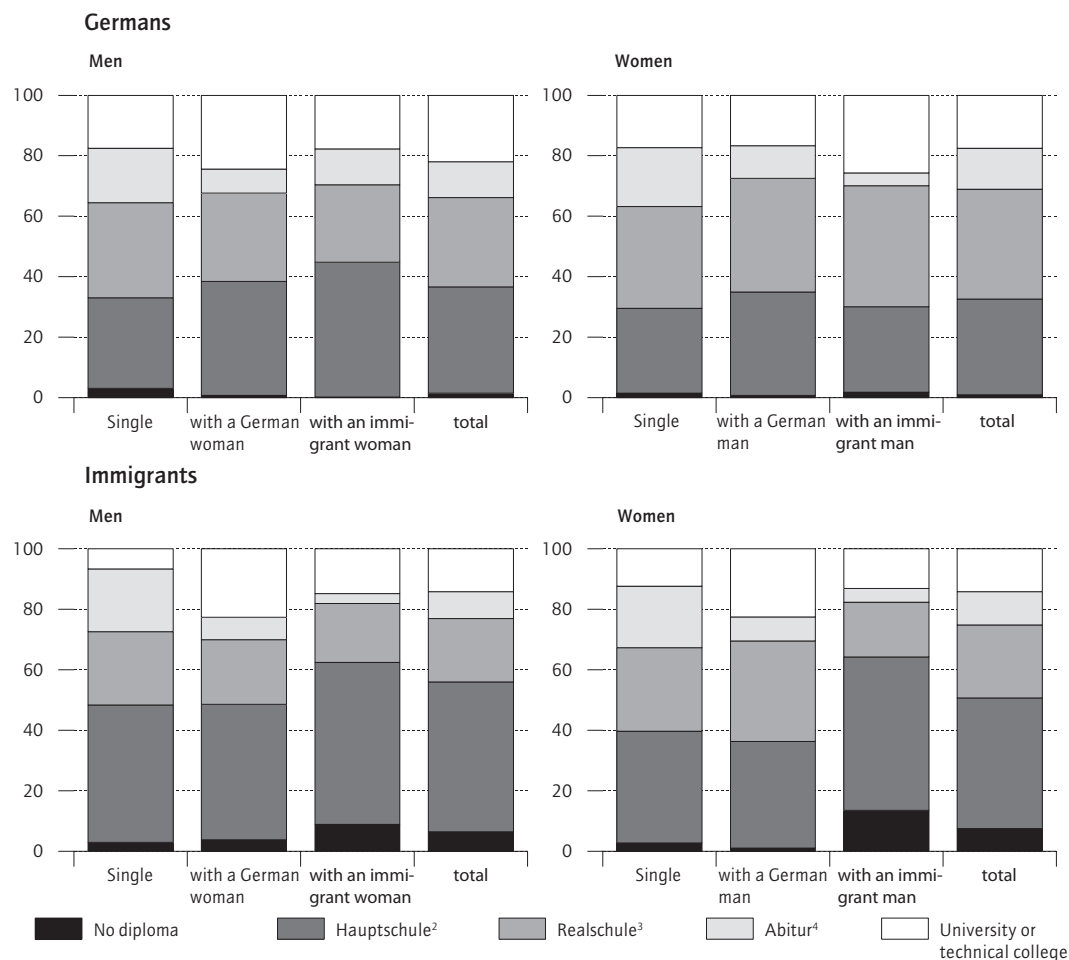 Germans
Men
Women
100
80
60
40
20
0
100
80
60
40
20
0
Single
with a German
woman
with an immi-
grant woman
total
Single
with a German
man
with an immi-
grant man
total
Immigrants
Men
Women
100
80
60
40
20
0
100
80
60
40
20
0
Single
with a German
woman
with an immi-
grant woman
total
Single
with a German
man
with an immi-
grant man
total
No diploma
Hauptschule²
Realschule³
Abitur⁴
University or
technical college